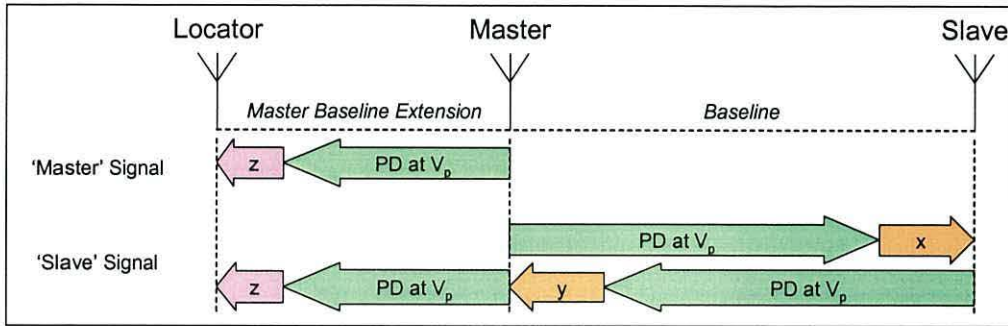 Locator Master Slave
Master Baseline Extension Baseline
'Master' Signal z PD at Vp
PD at Vp x
'Slave' Signal
z PD at Vp y PD at Vp